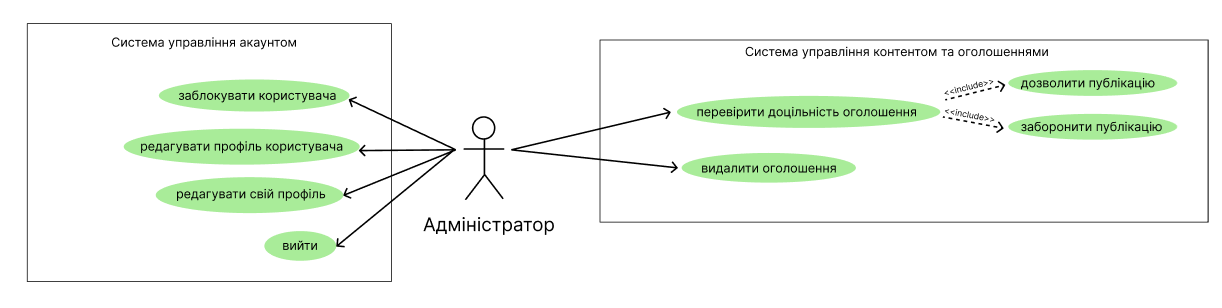 Система управління акаунтом
заблокувати користувача
редагувати профіль користувача
редагувати свій профіль
вийти
Адміністратор
Система управління контентом та оголошеннями
перевірити доцільність оголошення
<<include>>
дозволити публікацію
<<include>>
заборонити публікацію
видалити оголошення